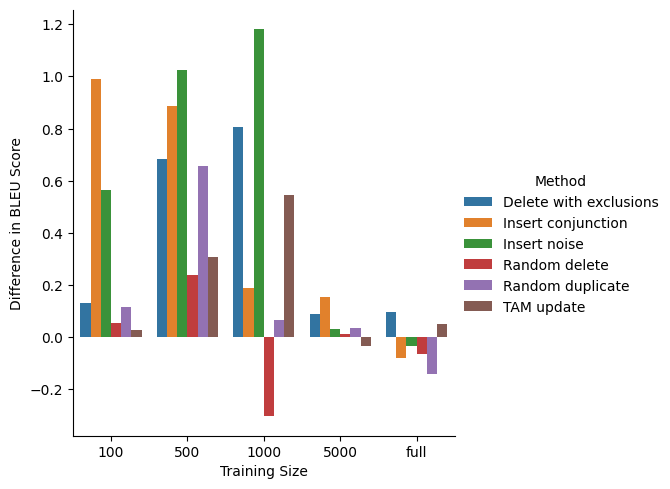 Difference in BLEU Score
1.2
1.0
0.8
0.6
0.4
0.2
0.0
−0.2
100
500
1000
5000
full
Training Size
Method
Delete with exclusions
Insert conjunction
Insert noise
Random delete
Random duplicate
TAM update